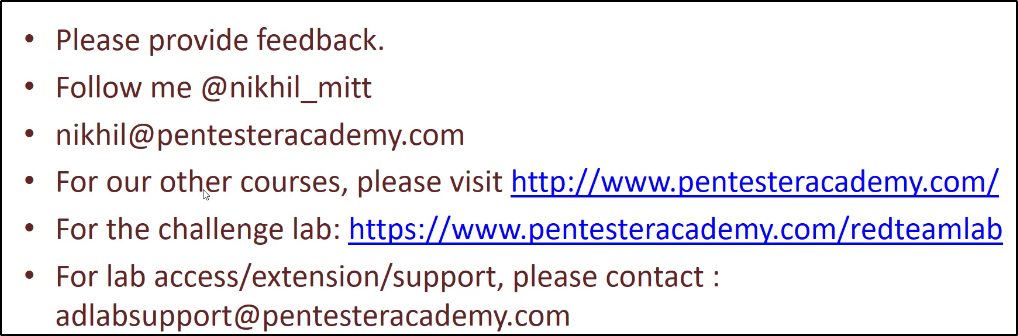 • Please provide feedback.
• Follow me @nikhil_mitt
• nikhil@pentesteracademy.com
• For our other courses, please visit http://www.pentesteracademy.com/
• For the challenge lab: https://www.pentesteracademy.com/redteamlab
• For lab access/extension/support, please contact :
adlabsupport@pentesteracademy.com